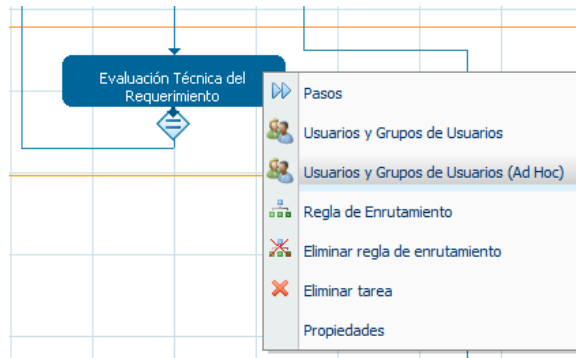 Evaluación Técnica del
Requerimiento
Pasos
Usuarios y Grupos de Usuarios
Usuarios y Grupos de Usuarios (Ad Hoc)
Regla de Enrutamiento
Eliminar regla de enrutamiento
Eliminar tarea
Propiedades